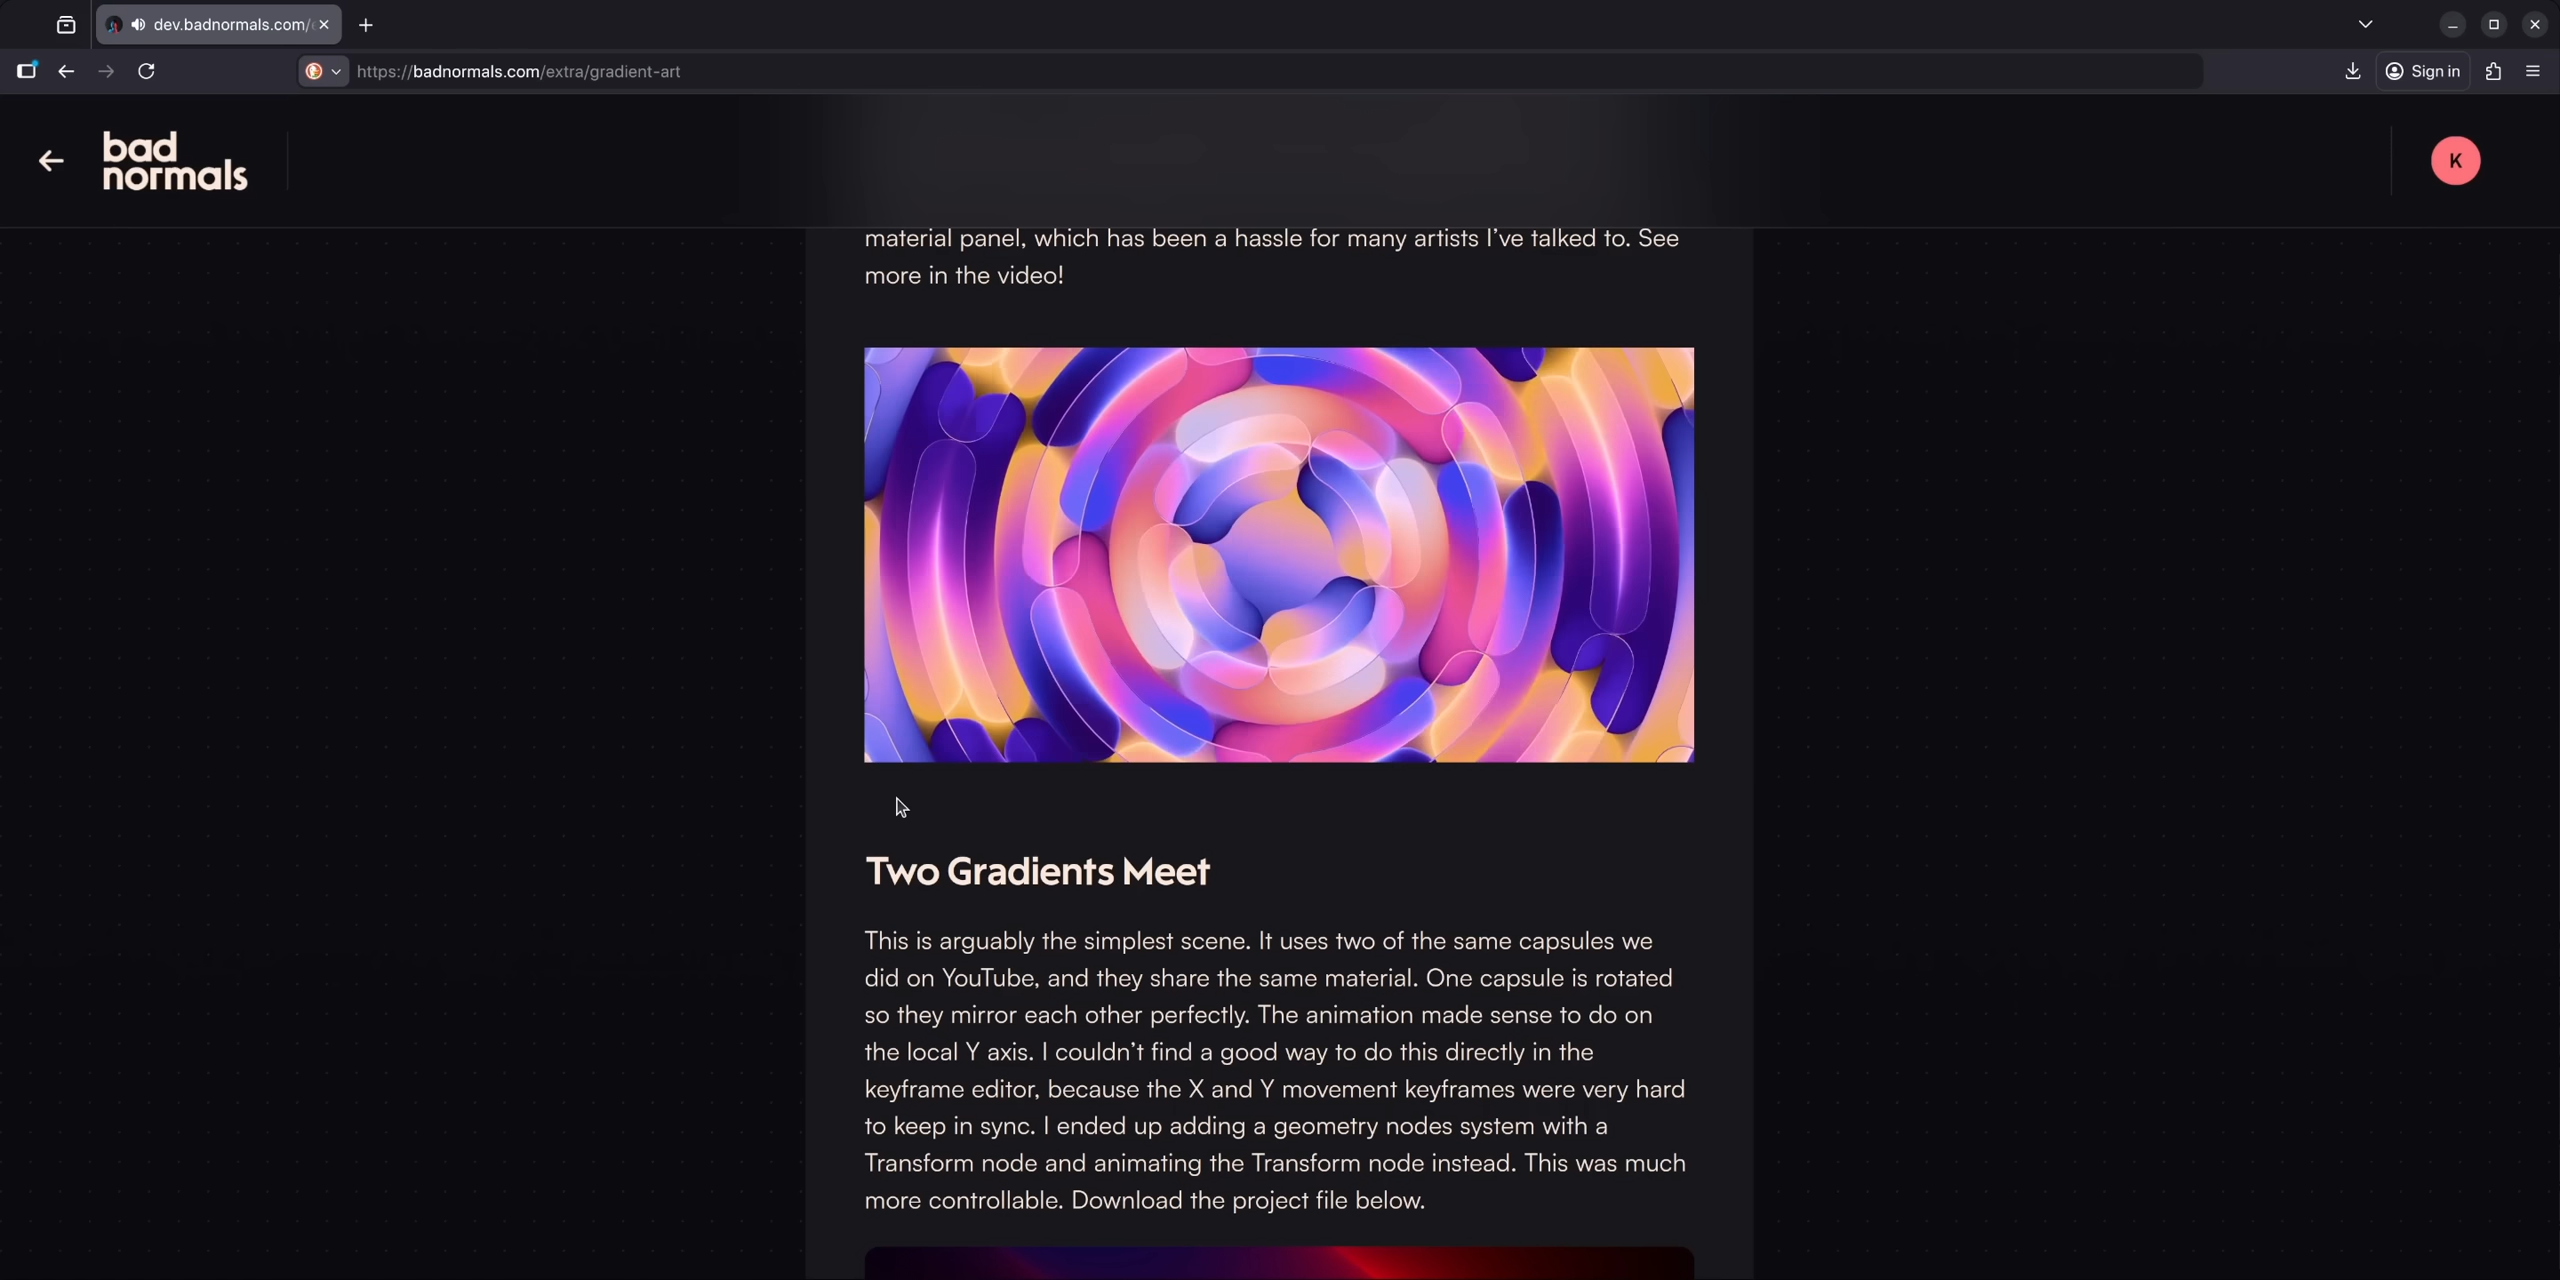 dev.badnormals.com/
https://badnormals.com/extra/gradient-art
Sign in
bad
normals
K
material panel, which has been a hassle for many artists I’ve talked to. See
more in the video!
Two Gradients Meet
This is arguably the simplest scene. It uses two of the same capsules we
did on YouTube, and they share the same material. One capsule is rotated
so they mirror each other perfectly. The animation made sense to do on
the local Y axis. I couldn’t find a good way to do this directly in the
keyframe editor, because the X and Y movement keyframes were very hard
to keep in sync. I ended up adding a geometry nodes system with a
Transform node and animating the Transform node instead. This was much
more controllable. Download the project file below.